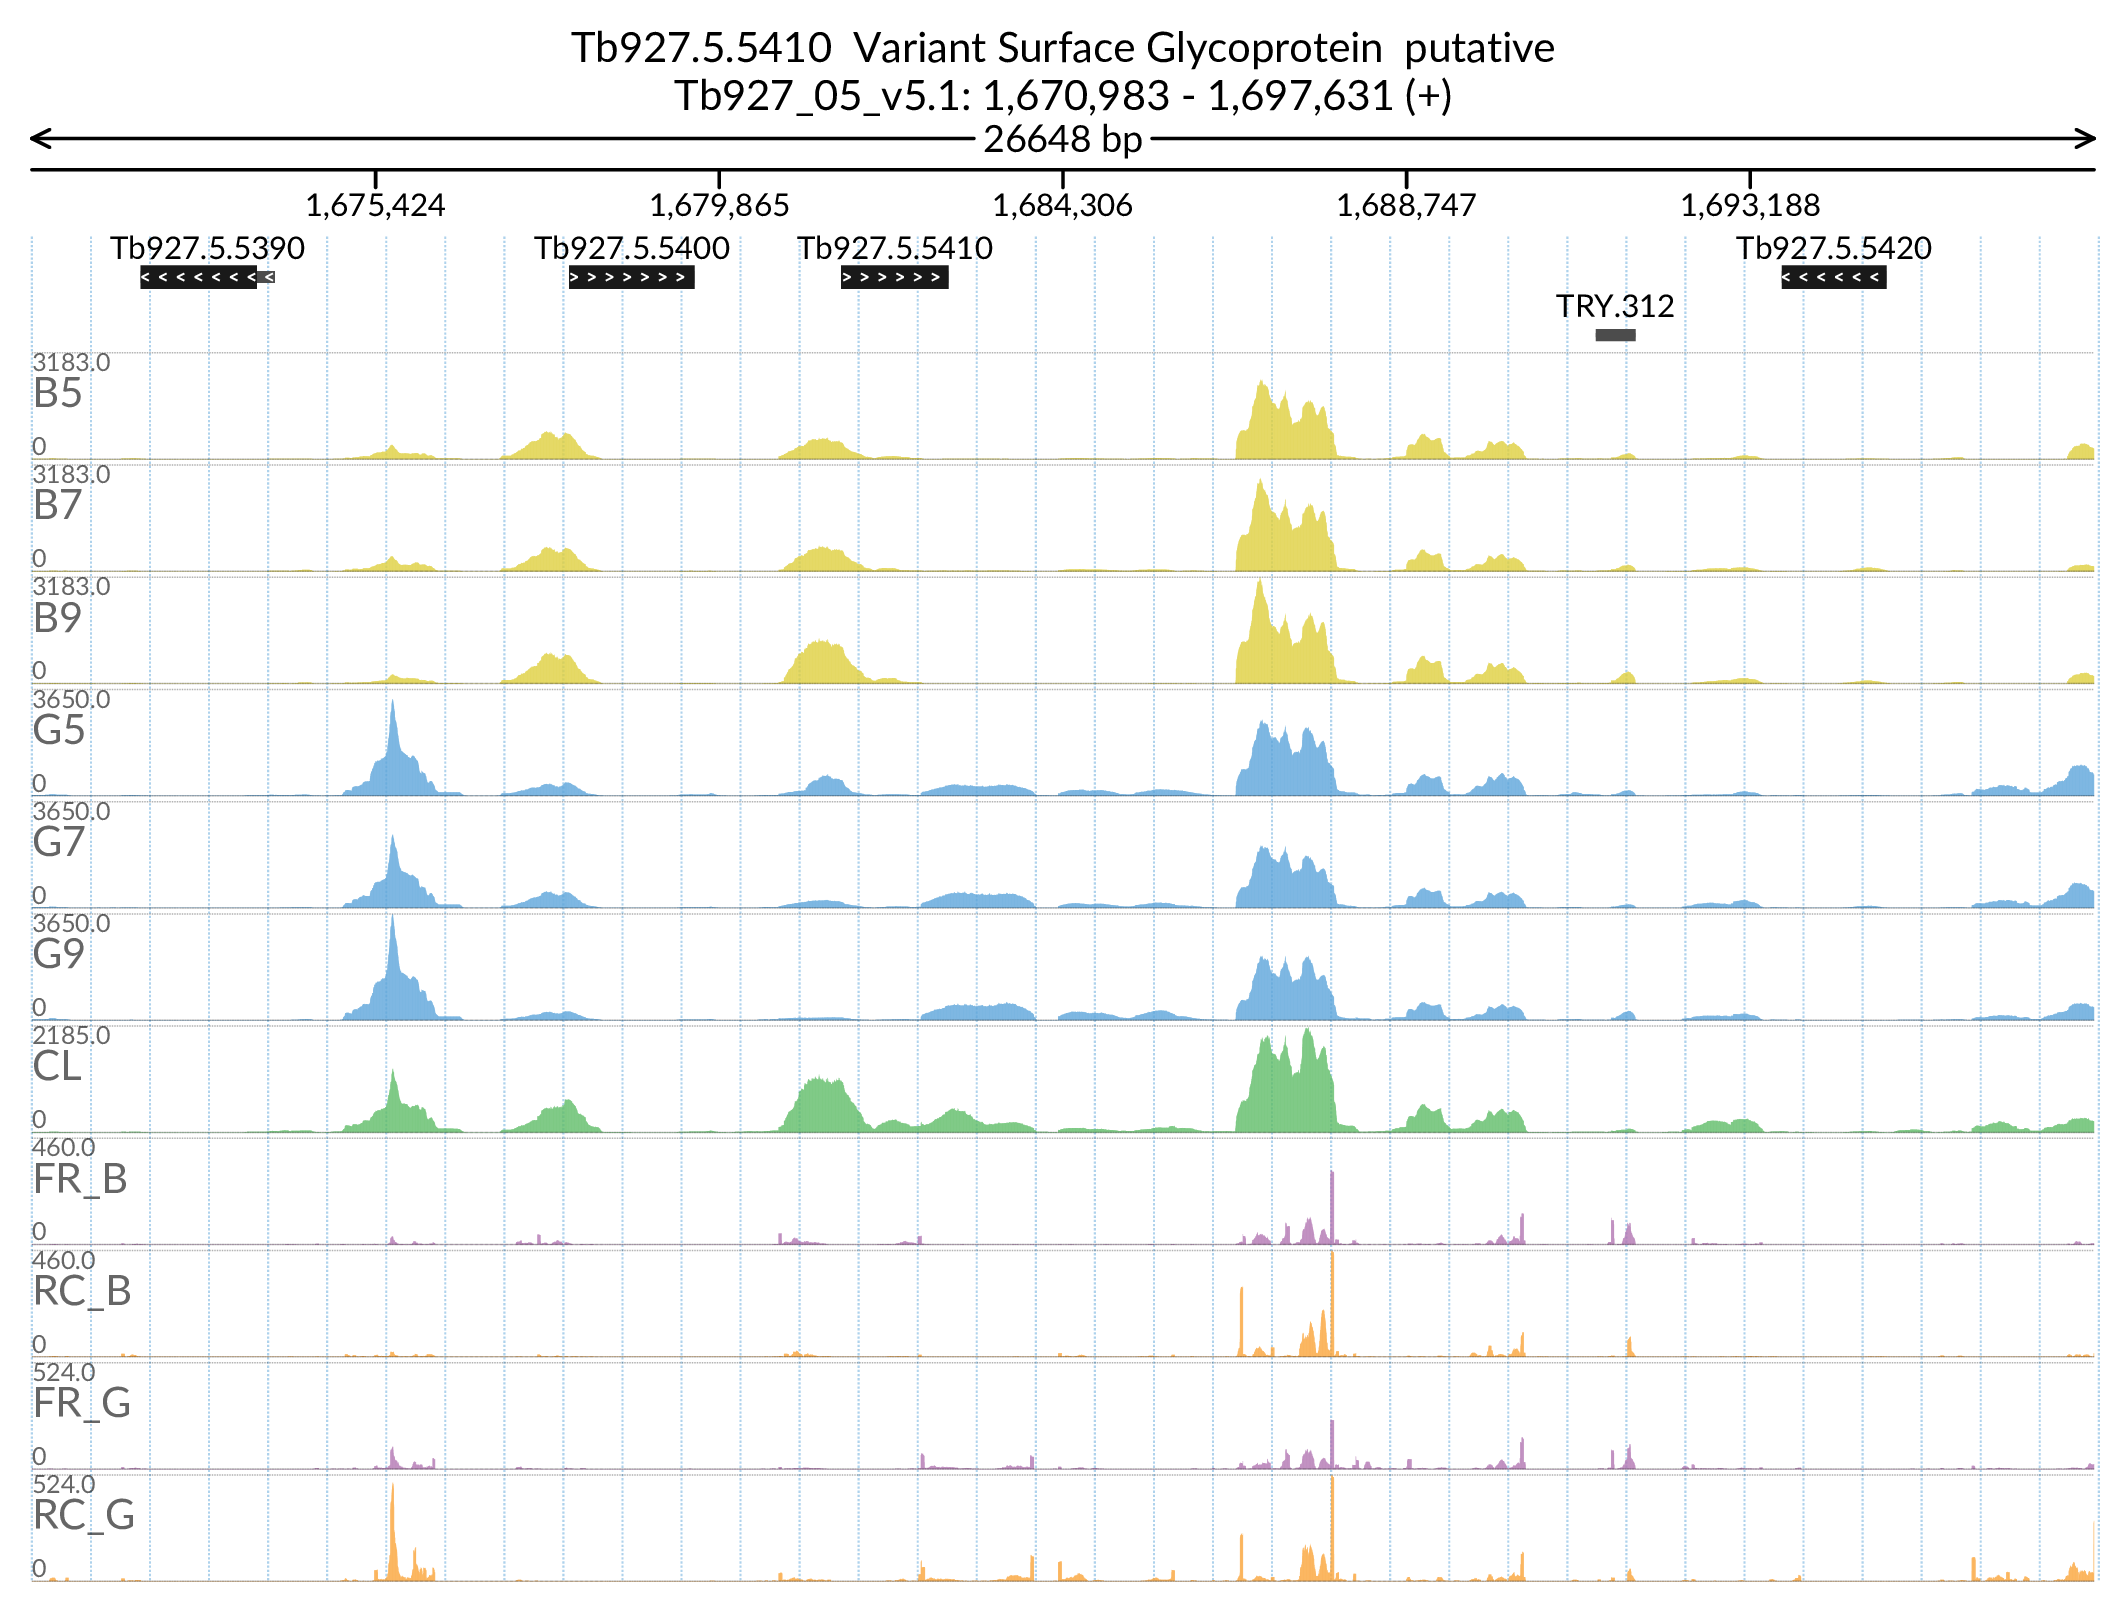 Tb927.5.5410  Variant Surface Glycoprotein  putative
Tb927_05_v5.1: 1,670,983 - 1,697,631 (+)
26648 bp
1,675,424 1,679,865 1,684,306 1,688,747 1,693,188
Tb927.5.5390 Tb927.5.5400 Tb927.5.5410 Tb927.5.5420
TRY.312
3183.0
B5
0
3183.0
B7
0
3183.0
B9
0
3650.0
G5
0
3650.0
G7
0
3650.0
G9
0
2185.0
CL
0
460.0
FR_B
0
460.0
RC_B
0
524.0
FR_G
0
524.0
RC_G
0